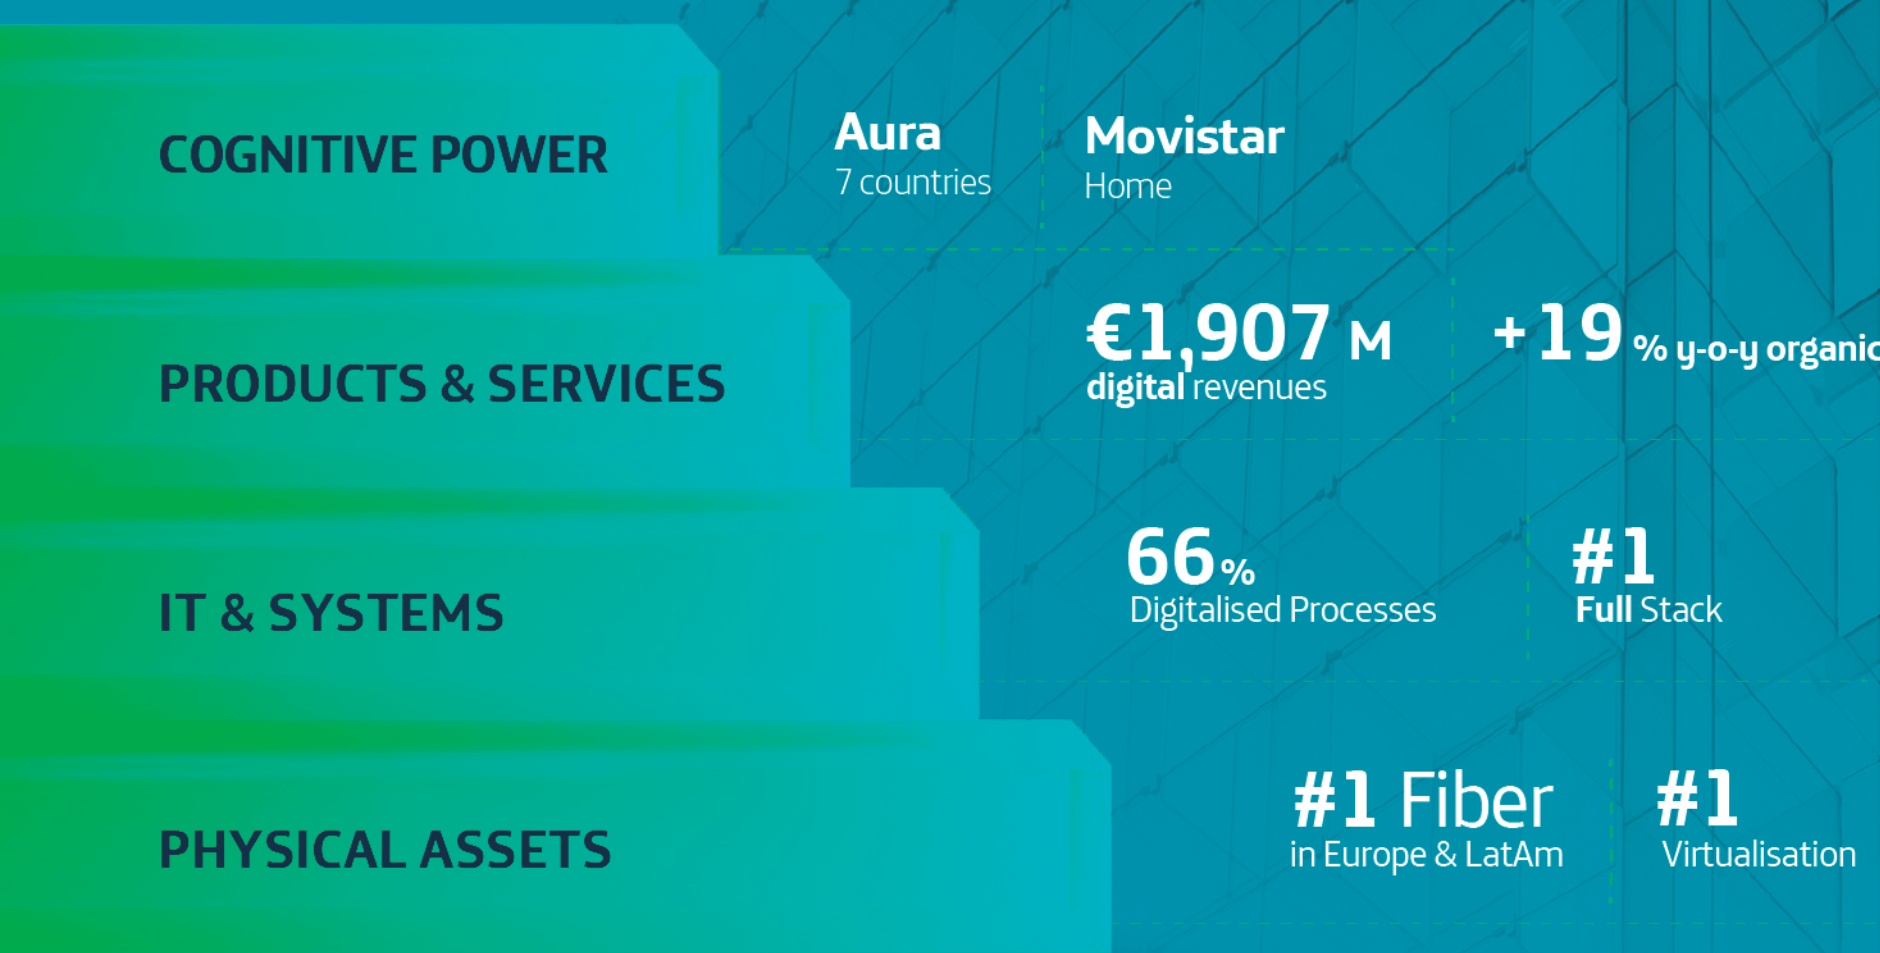 COGNITIVE POWER
Aura
7 countries
Movistar
Home
PRODUCTS & SERVICES
€1,907 M
digital revenues
+19% y-o-y organic
IT & SYSTEMS
66%
Digitalised Processes
#1
Full Stack
PHYSICAL ASSETS
#1 Fiber
in Europe & LatAm
#1
Virtualisation